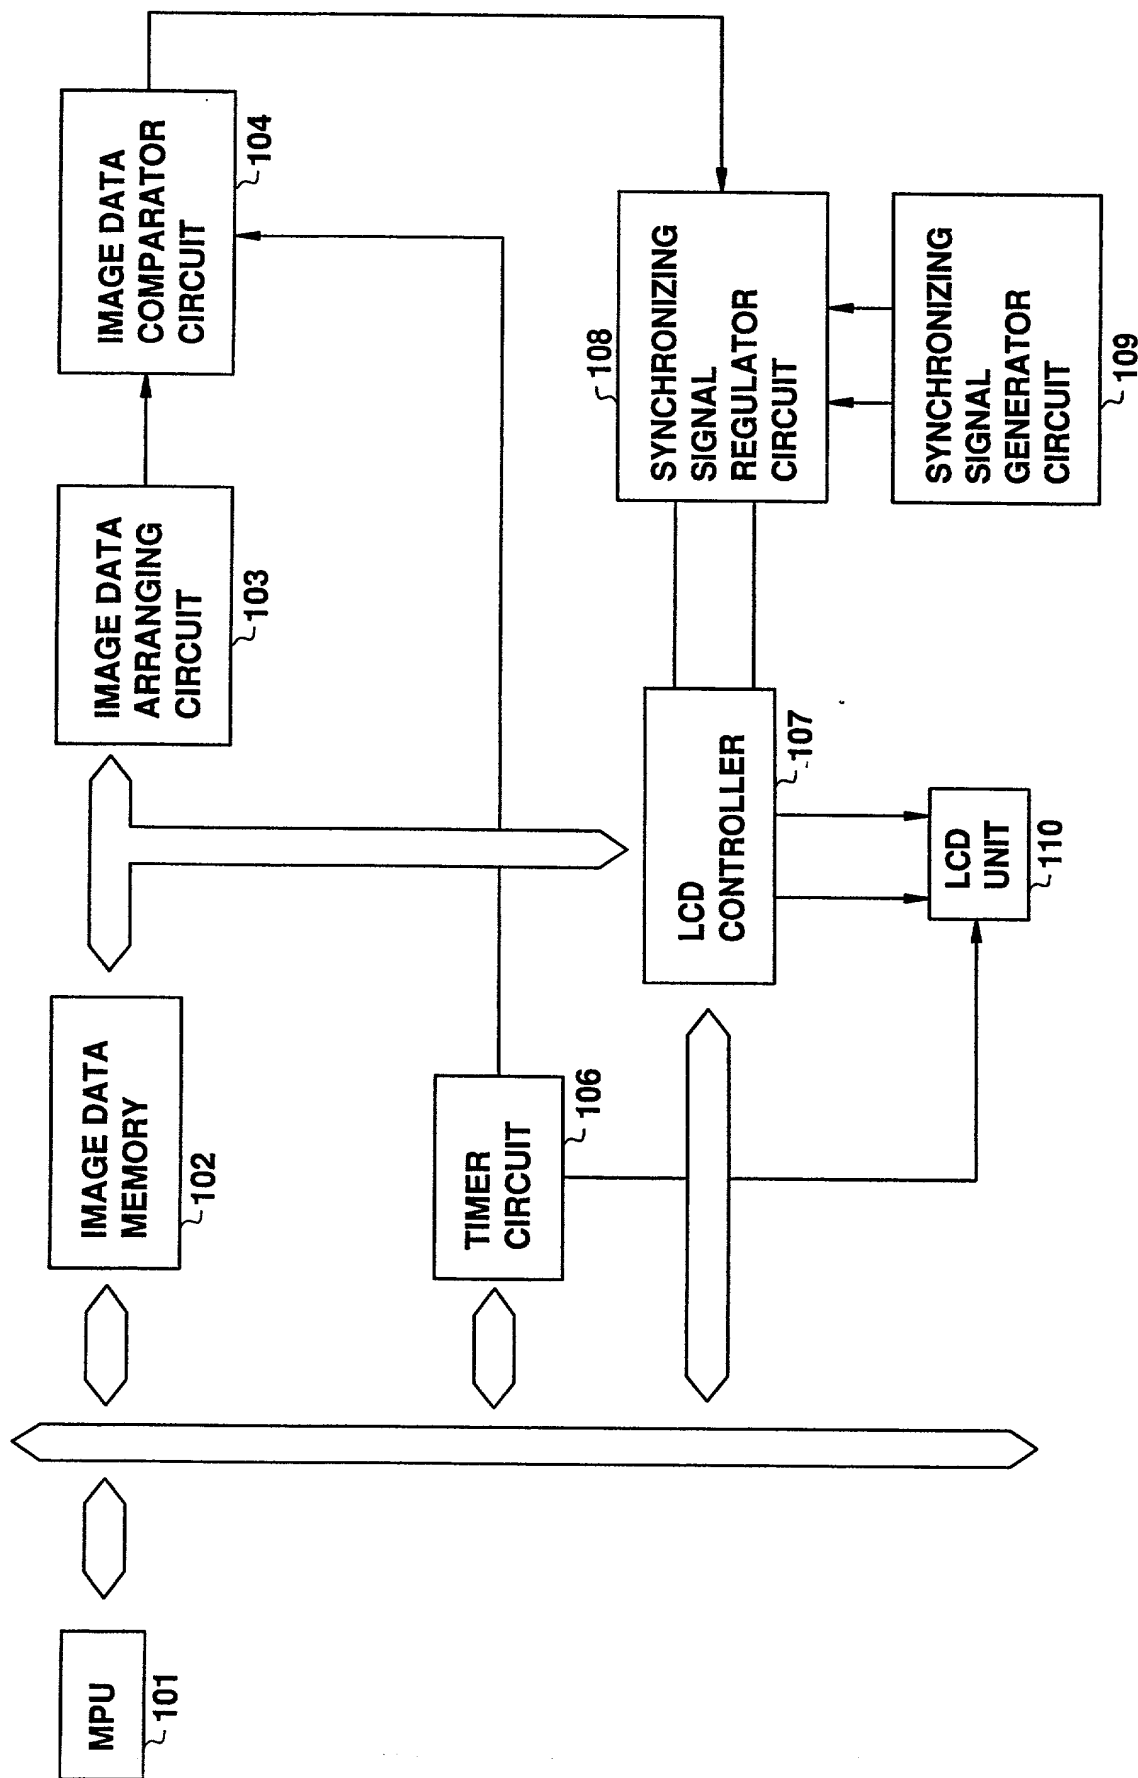 MPU
101
IMAGE DATA
MEMORY
102
IMAGE DATA
ARRANGING
CIRCUIT
103
IMAGE DATA
COMPARATOR
CIRCUIT
104
TIMER
CIRCUIT
106
LCD
CONTROLLER
107
SYNCHRONIZING
SIGNAL
REGULATOR
CIRCUIT
108
SYNCHRONIZING
SIGNAL
GENERATOR
CIRCUIT
109
LCD
UNIT
110